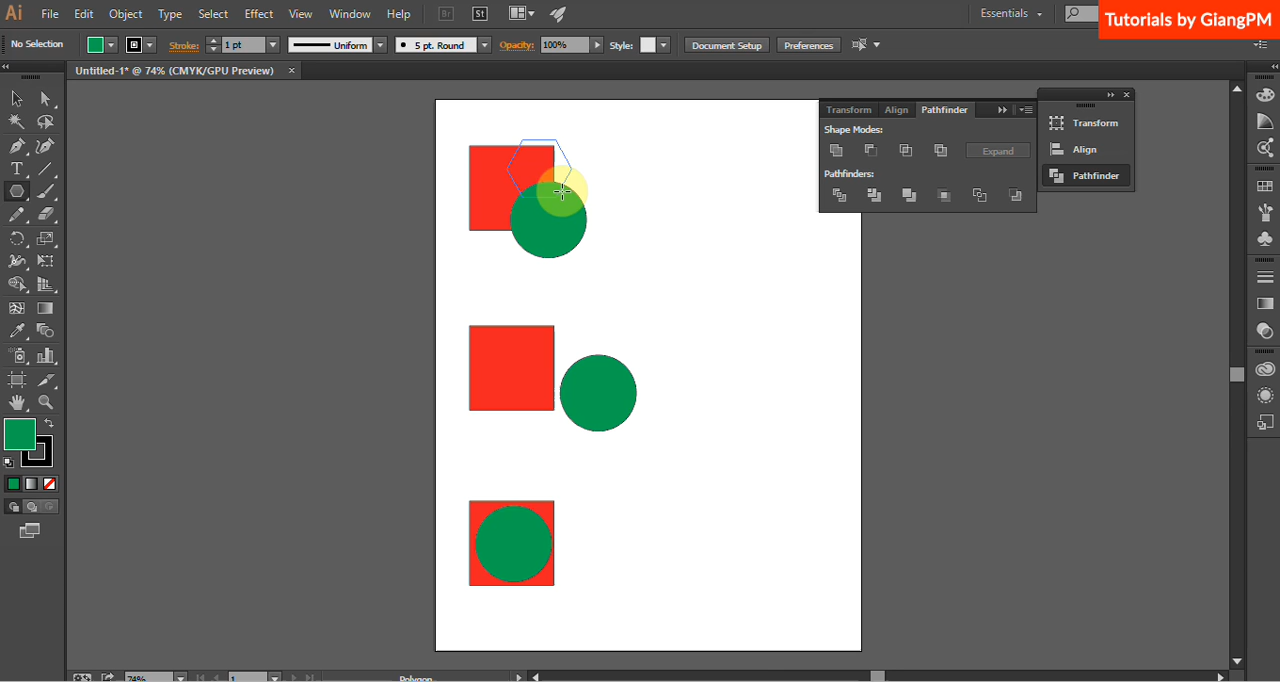 Ai File Edit Object Type Select Effect View Window Help Br St Essentials
Tutorials by GiangPM
No Selection Stroke: 1 pt Uniform 5 pt. Round Opacity: 100% Style: Document Setup Preferences
Untitled-1* @ 74% (CMYK/GPU Preview) ×
Transform Align Pathfinder
Shape Modes:
Expand
Pathfinders:
Transform
Align
Pathfinder
T
74% 1 Polygon